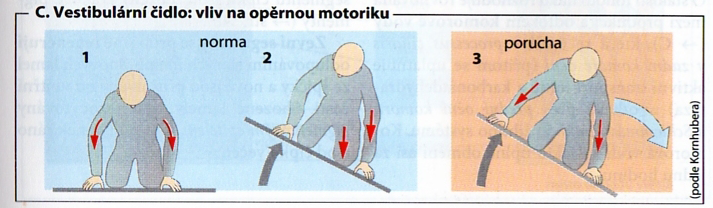 C. Vestibulární čidlo: vliv na opěrnou motoriku
norma
porucha
1
2
3
(podle Kornhubera)